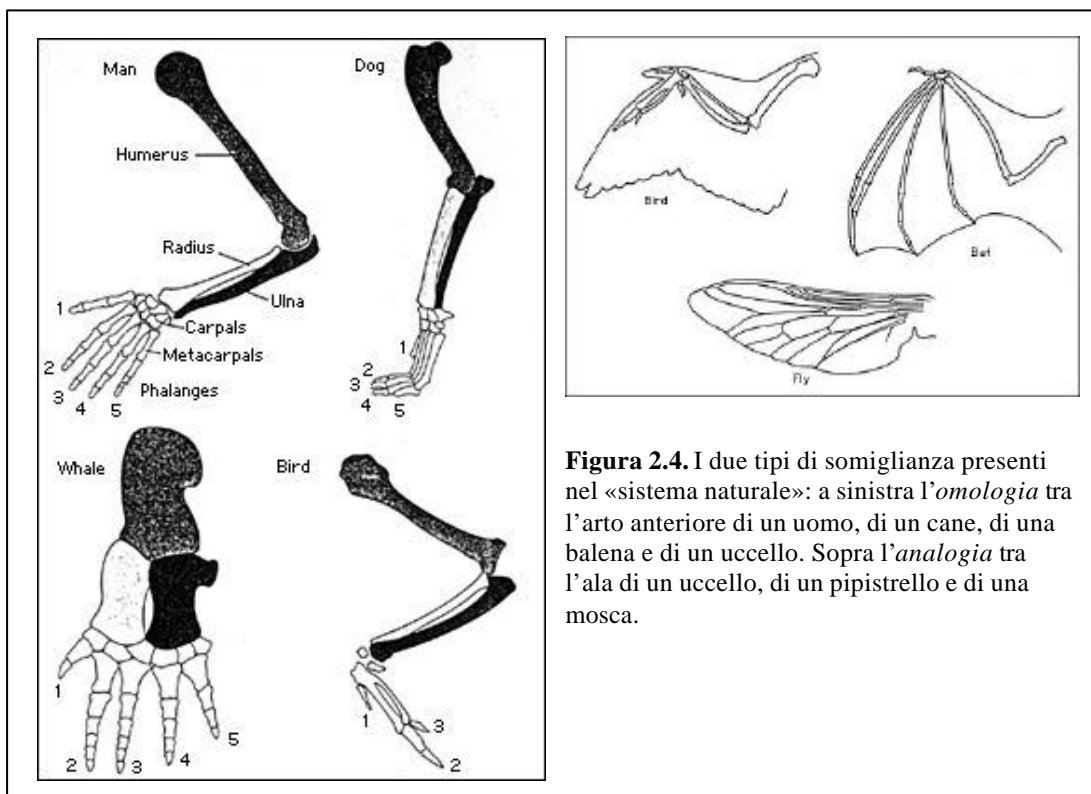 Man
Humerus
Radius
Ulna
Carpals
Metacarpals
Phalanges
1
2
3
4
5
Dog
1
2
3
4 5
Whale
1
2
3
4
5
Bird
1
3
2
Bird
Bat
Fly
Figura 2.4. I due tipi di somiglianza presenti
nel «sistema naturale»: a sinistra l’omologia tra
l’arto anteriore di un uomo, di un cane, di una
balena e di un uccello. Sopra l’analogia tra
l’ala di un uccello, di un pipistrello e di una
mosca.